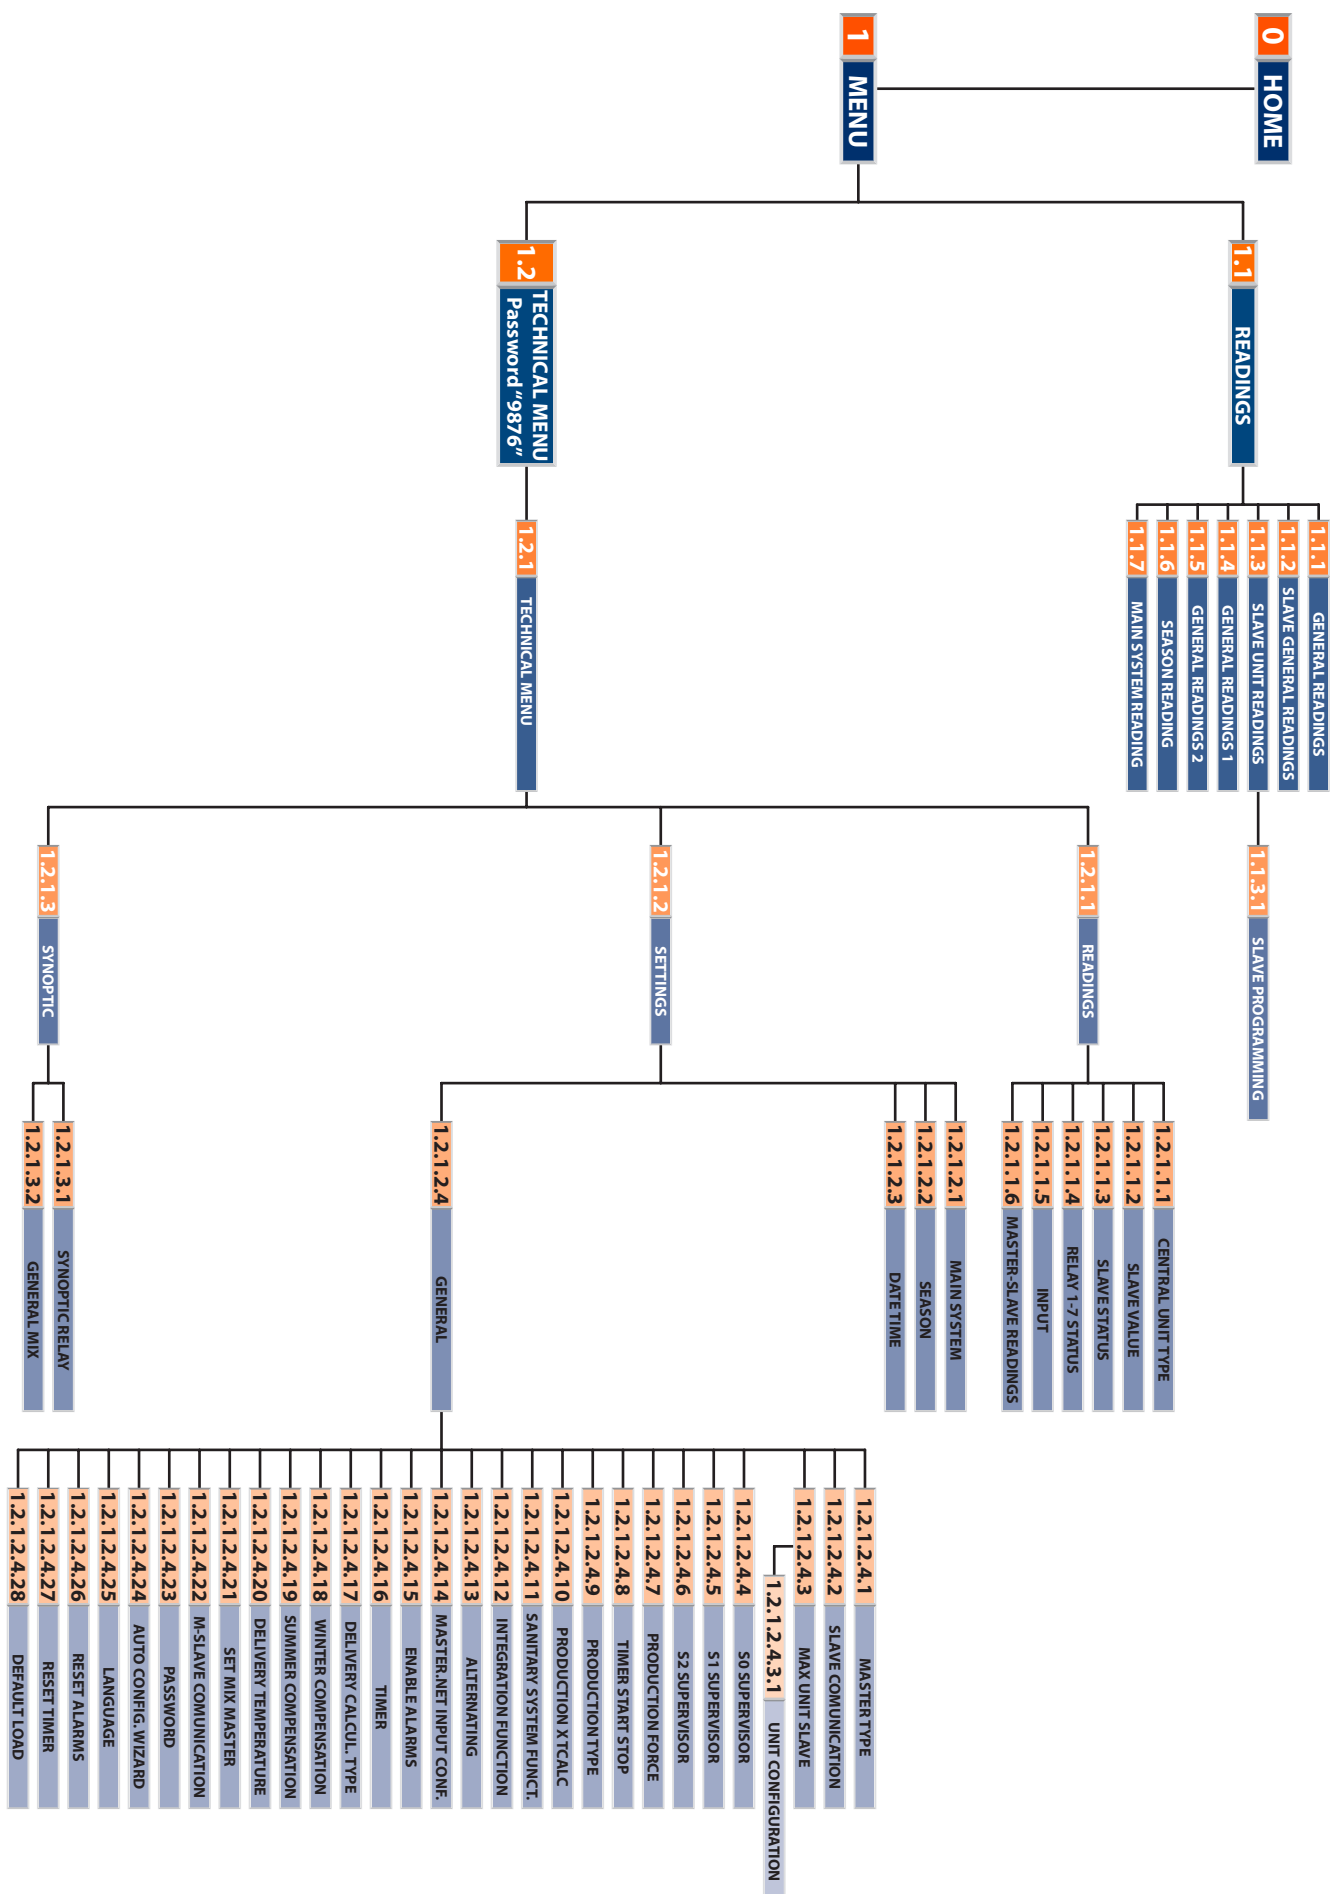 0 HOME
1 MENU
1.1 READINGS
1.1.1 GENERAL READINGS
1.1.2 SLAVE GENERAL READINGS
1.1.3 SLAVE UNIT READINGS
1.1.3.1 SLAVE PROGRAMMING
1.1.4 GENERAL READINGS 1
1.1.5 GENERAL READINGS 2
1.1.6 SEASON READING
1.1.7 MAIN SYSTEM READING
1.2 TECHNICAL MENU
Password “9876”
1.2.1 TECHNICAL MENU
1.2.1.1 READINGS
1.2.1.1.1 CENTRAL UNIT TYPE
1.2.1.1.2 SLAVE VALUE
1.2.1.1.3 SLAVE STATUS
1.2.1.1.4 RELAY 1-7 STATUS
1.2.1.1.5 INPUT
1.2.1.1.6 MASTER-SLAVE READINGS
1.2.1.2 SETTINGS
1.2.1.2.1 MAIN SYSTEM
1.2.1.2.2 SEASON
1.2.1.2.3 DATE TIME
1.2.1.2.4 GENERAL
1.2.1.2.4.1 MASTER TYPE
1.2.1.2.4.2 SLAVE COMUNICATION
1.2.1.2.4.3 MAX UNIT SLAVE
1.2.1.2.4.3.1 UNIT CONFIGURATION
1.2.1.2.4.4 S0 SUPERVISOR
1.2.1.2.4.5 S1 SUPERVISOR
1.2.1.2.4.6 S2 SUPERVISOR
1.2.1.2.4.7 PRODUCTION FORCE
1.2.1.2.4.8 TIMER START STOP
1.2.1.2.4.9 PRODUCTION TYPE
1.2.1.2.4.10 PRODUCTION X TCALC
1.2.1.2.4.11 SANITARY SYSTEM FUNCT.
1.2.1.2.4.12 INTEGRATION FUNCTION
1.2.1.2.4.13 ALTERNATING
1.2.1.2.4.14 MASTER.NET INPUT CONF.
1.2.1.2.4.15 ENABLE ALARMS
1.2.1.2.4.16 TIMER
1.2.1.2.4.17 DELIVERY CALCUL. TYPE
1.2.1.2.4.18 WINTER COMPENSATION
1.2.1.2.4.19 SUMMER COMPENSATION
1.2.1.2.4.20 DELIVERY TEMPERATURE
1.2.1.2.4.21 SET MIX MASTER
1.2.1.2.4.22 M-SLAVE COMUNICATION
1.2.1.2.4.23 PASSWORD
1.2.1.2.4.24 AUTO CONFIG. WIZARD
1.2.1.2.4.25 LANGUAGE
1.2.1.2.4.26 RESET ALARMS
1.2.1.2.4.27 RESET TIMER
1.2.1.2.4.28 DEFAULT LOAD
1.2.1.3 SYNOPTIC
1.2.1.3.1 SYNOPTIC RELAY
1.2.1.3.2 GENERAL MIX